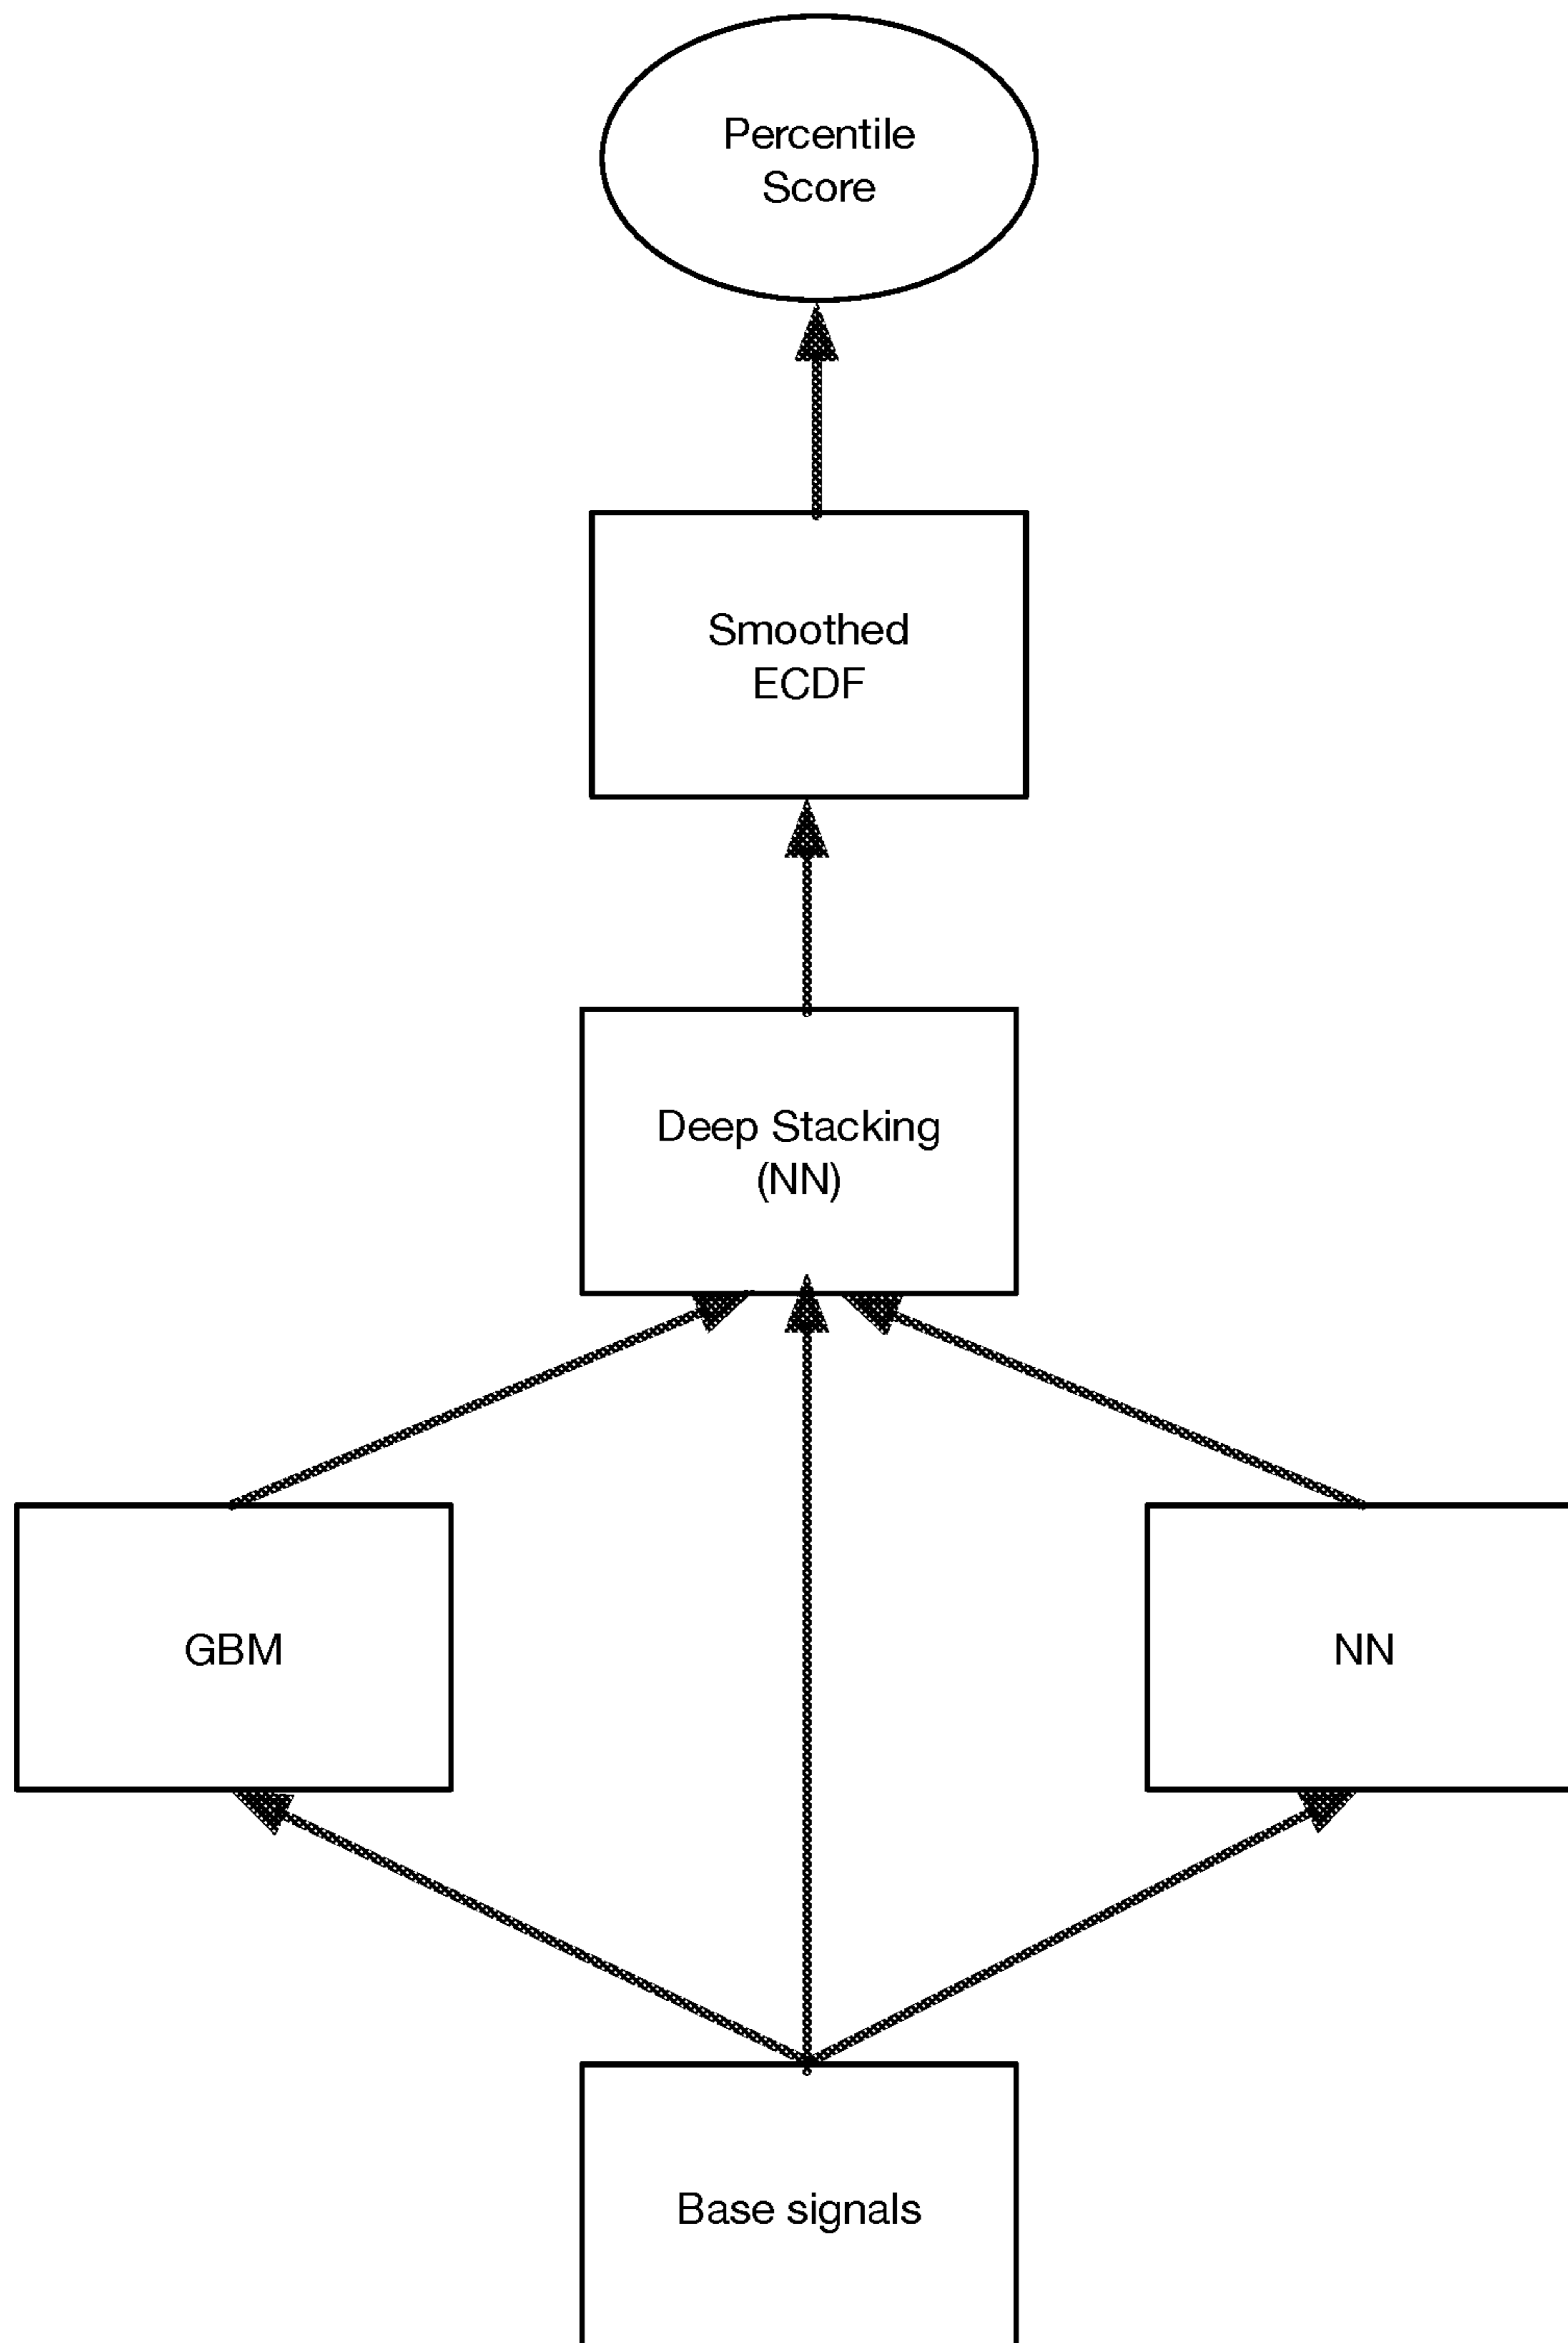 Percentile
Score
Smoothed
ECDF
Deep Stacking
(NN)
GBM
NN
Base signals